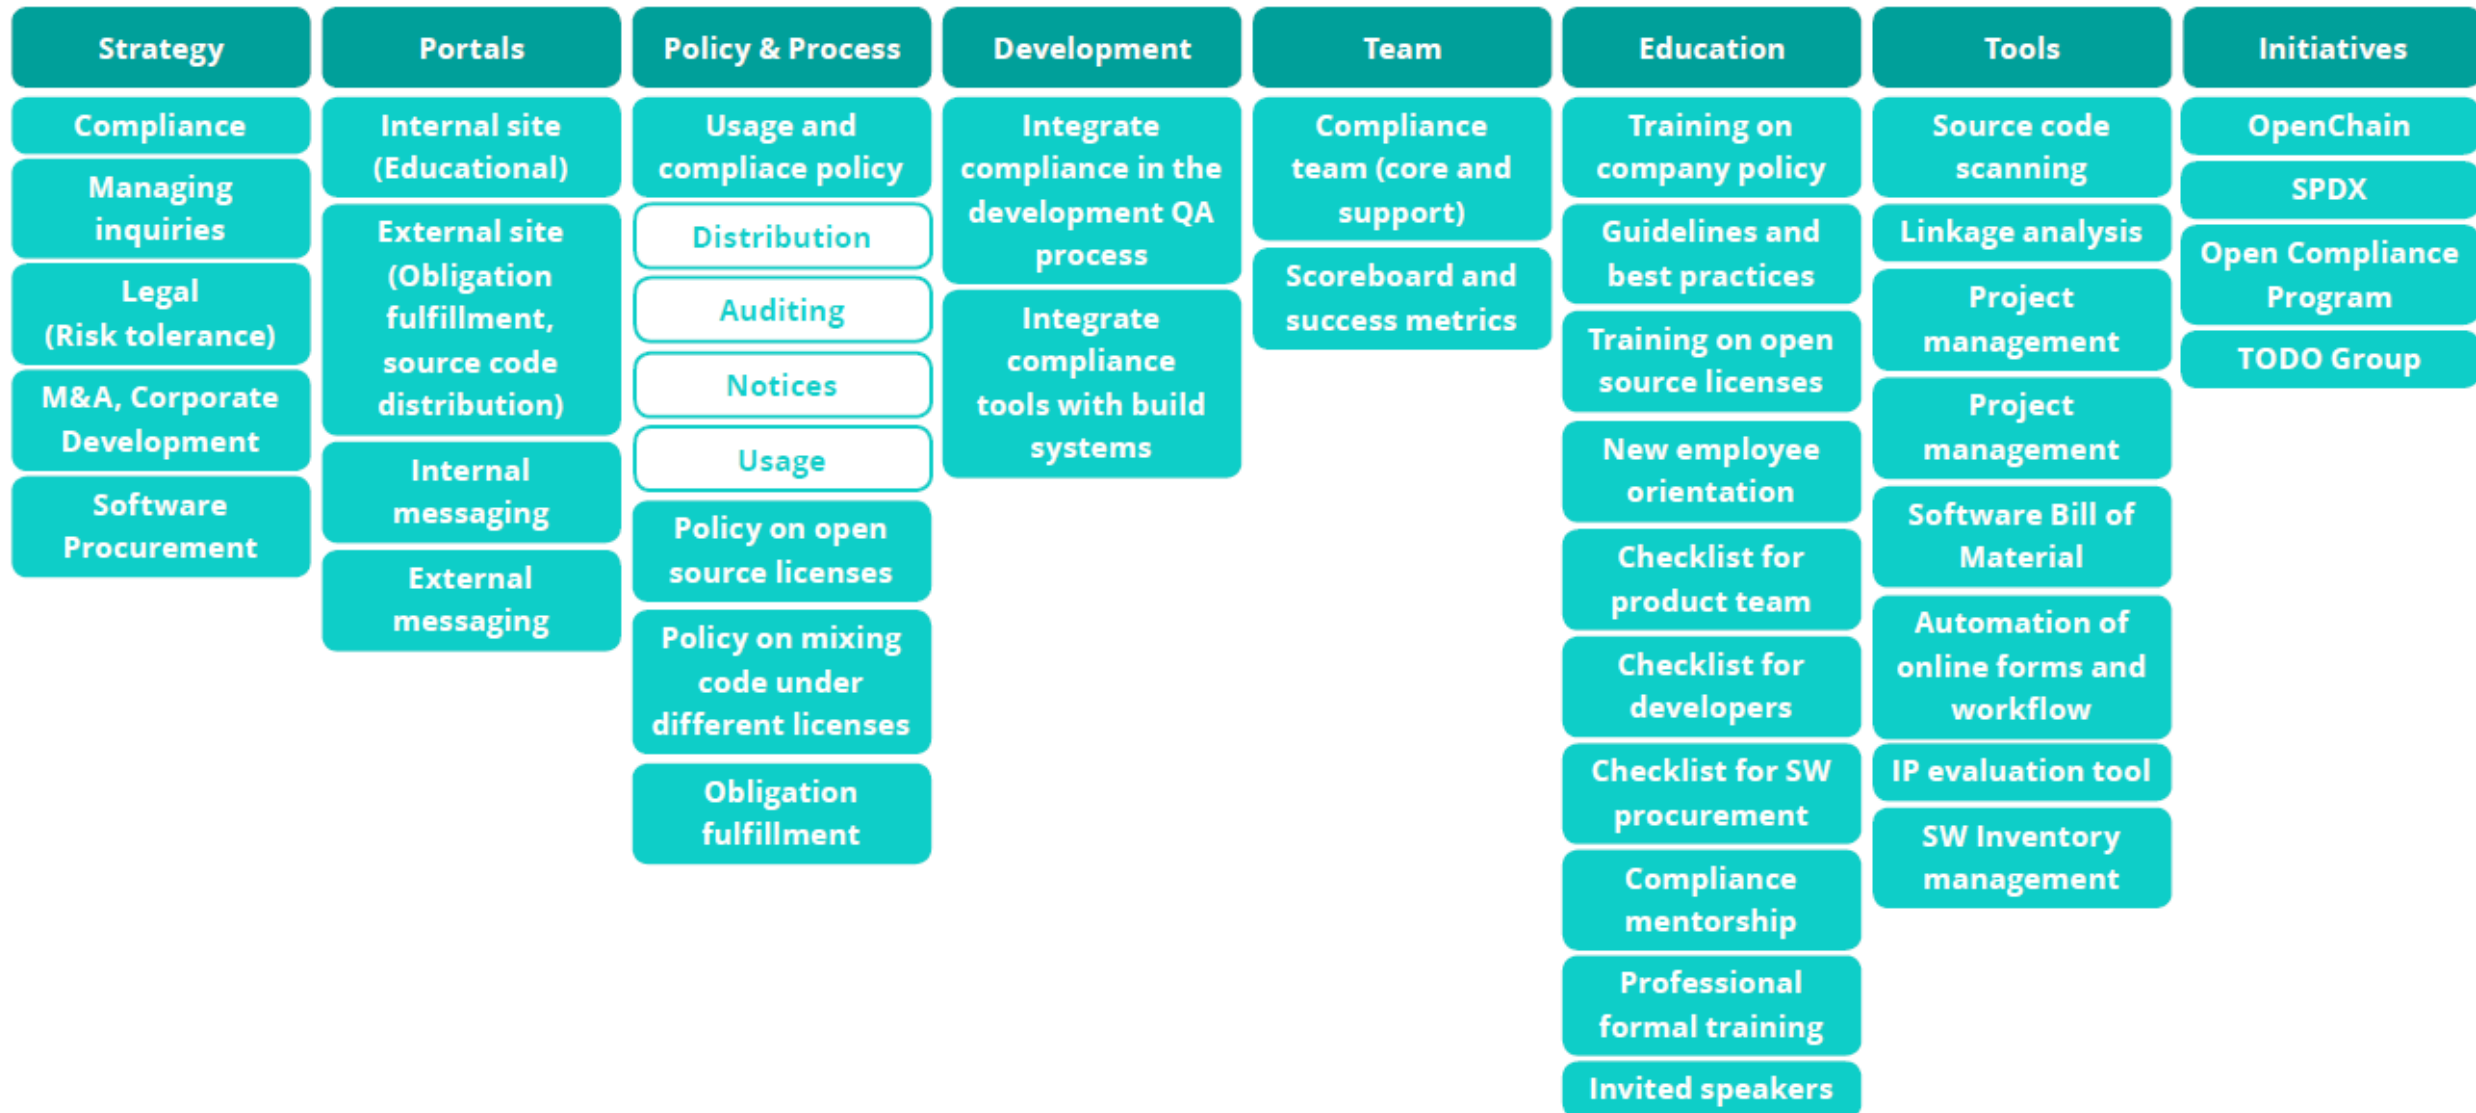 Strategy
Compliance
Managing
inquiries
Legal
(Risk tolerance)
M&A, Corporate
Development
Software
Procurement
Portals
Internal site
(Educational)
External site
(Obligation
fulfillment,
source code
distribution)
Internal
messaging
External
messaging
Policy & Process
Usage and
compliace policy
Distribution
Auditing
Notices
Usage
Policy on open
source licenses
Policy on mixing
code under
different licenses
Obligation
fulfillment
Development
Integrate
compliance in the
development QA
process
Integrate
compliance
tools with build
systems
Team
Compliance
team (core and
support)
Scoreboard and
success metrics
Education
Training on
company policy
Guidelines and
best practices
Training on open
source licenses
New employee
orientation
Checklist for
product team
Checklist for
developers
Checklist for SW
procurement
Compliance
mentorship
Professional
formal training
Invited speakers
Tools
Source code
scanning
Linkage analysis
Project
management
Project
management
Software Bill of
Material
Automation of
online forms and
workflow
IP evaluation tool
SW Inventory
management
Initiatives
OpenChain
SPDX
Open Compliance
Program
TODO Group